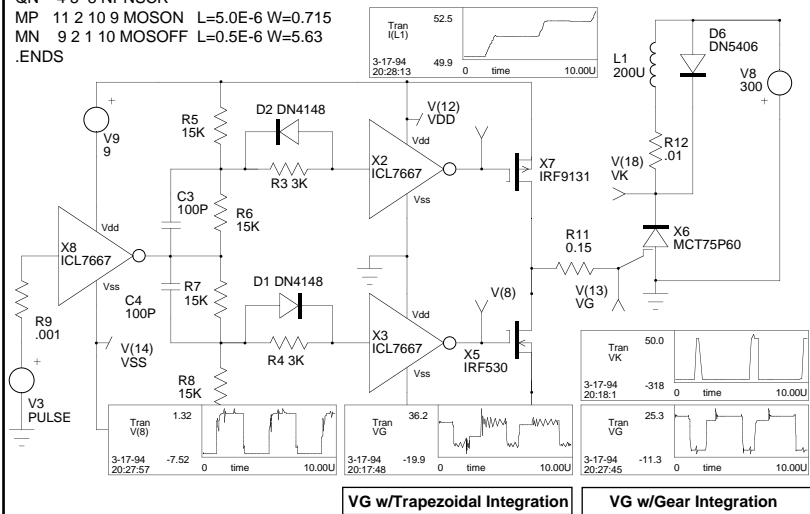 QN 4 5 6 NPNSCR
MP 11 2 10 9 MOSON L=5.0E-6 W=0.715
MN 9 2 1 10 MOSOFF L=0.5E-6 W=5.63
.ENDS
Tran
I(L1)
52.5
49.9
3-17-94
20:28:13
0 time 10.00U
L1
200U
D6
DN5406
V8
300
V9
9
R5
15K
D2 DN4148
V(12)
VDD
Vdd
X2
ICL7667
R3 3K
Vss
X7
IRF9131
R12
.01
V(18)
VK
C3
100P
R6
15K
X6
MCT75P60
R11
0.15
Vdd
X8
ICL7667
Vss
R7
15K
D1 DN4148
V(8)
V(13)
VG
C4
100P
Vdd
X3
ICL7667
Vss
R4 3K
X5
IRF530
R9
.001
V(14)
VSS
R8
15K
V3
PULSE
Tran
VK
50.0
-318
3-17-94
20:18:1
0 time 10.00U
Tran
V(8)
1.32
-7.52
3-17-94
20:27:57
0 time 10.00U
Tran
VG
36.2
-19.9
3-17-94
20:17:48
0 time 10.00U
Tran
VG
25.3
-11.3
3-17-94
20:27:45
0 time 10.00U
VG w/Trapezoidal Integration
VG w/Gear Integration